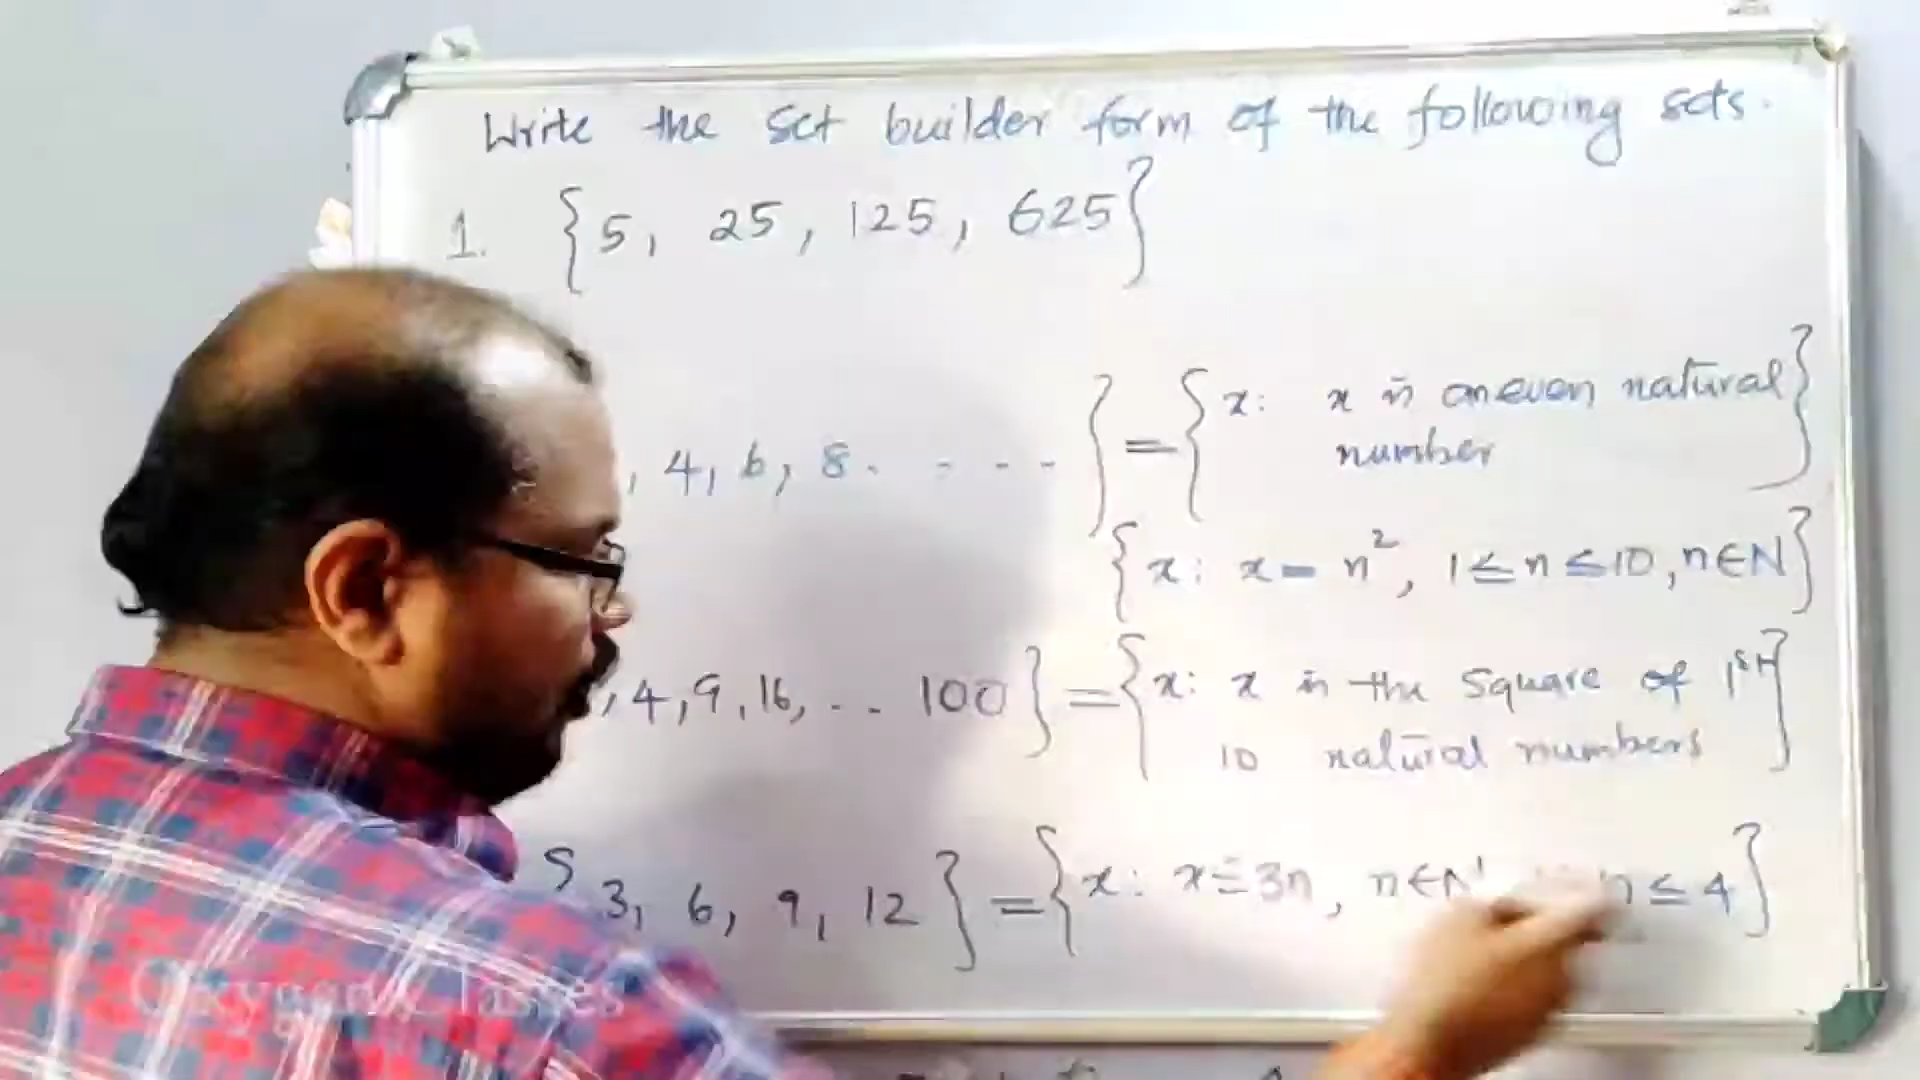 Write the set builder form of the following sets.
1. {5, 25, 125, 625}
, 4, 6, 8. - - - } = {x: x is an even natural
number}
{x: x = n², 1 ≤ n ≤ 10, n ∈ N}
, 4, 9, 16, . . . 100} = {x: x is the square of 1st
10 natural numbers}
{3, 6, 9, 12} = {x: x = 3n, n ∈ N, n ≤ 4}
Oxygen Classes